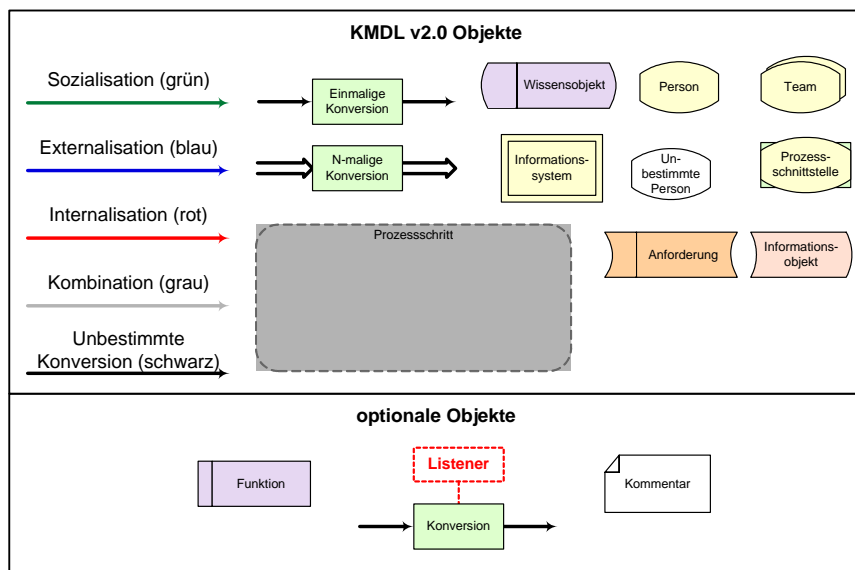 KMDL v2.0 Objekte
Sozialisation (grün)
Externalisation (blau)
Internalisation (rot)
Kombination (grau)
Unbestimmte
Konversion (schwarz)
Einmalige
Konversion
N-malige
Konversion
Prozessschritt
Wissensobjekt
Person
Team
Informations-
system
Un-
bestimmte
Person
Prozess-
schnittstelle
Anforderung
Informations-
objekt
optionale Objekte
Funktion
Listener
Konversion
Kommentar